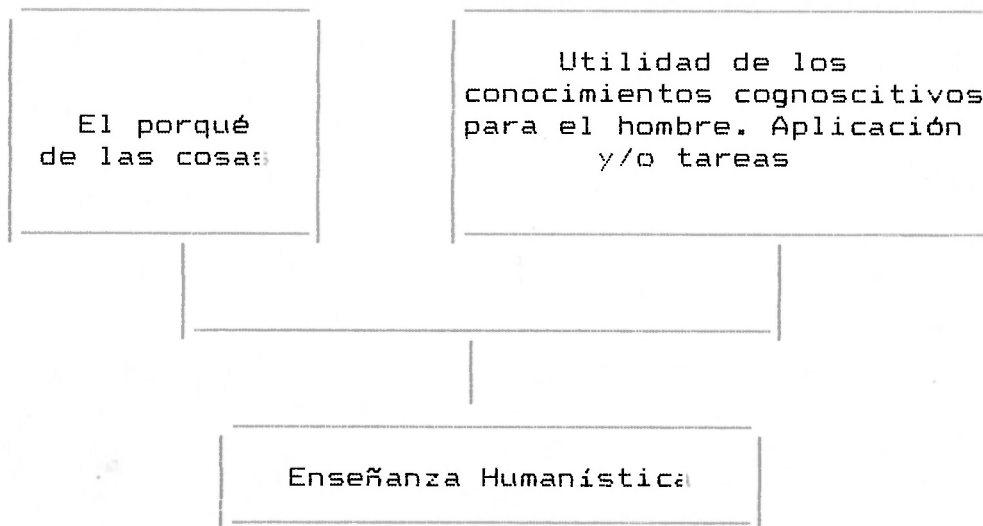 El porqué
de las cosas
Utilidad de los
conocimientos cognoscitivos
para el hombre. Aplicación
y/o tareas
Enseñanza Humanística